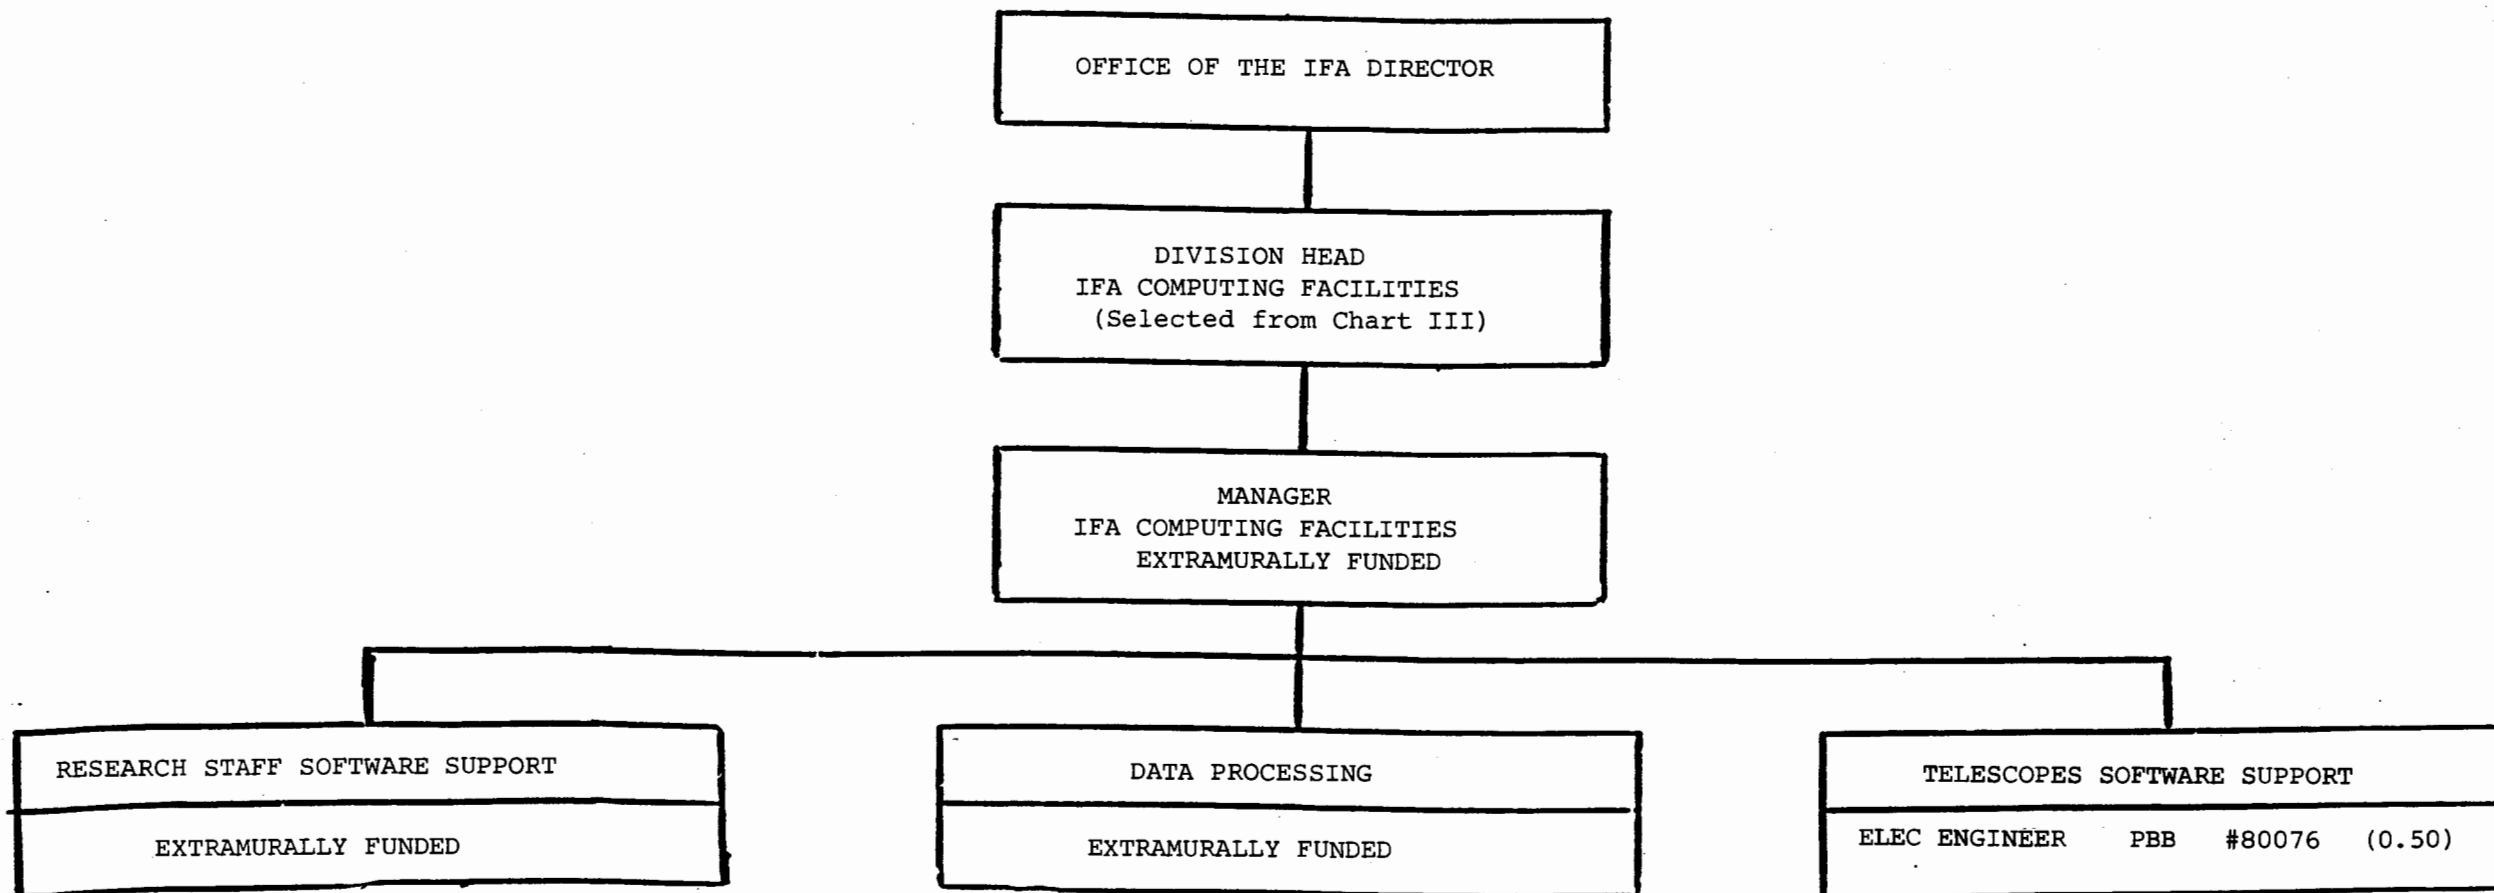 OFFICE OF THE IFA DIRECTOR
DIVISION HEAD
IFA COMPUTING FACILITIES
(Selected from Chart III)
MANAGER
IFA COMPUTING FACILITIES
EXTRAMURALLY FUNDED
RESEARCH STAFF SOFTWARE SUPPORT
EXTRAMURALLY FUNDED
DATA PROCESSING
EXTRAMURALLY FUNDED
TELESCOPES SOFTWARE SUPPORT
ELEC ENGINEER PBB #80076 (0.50)